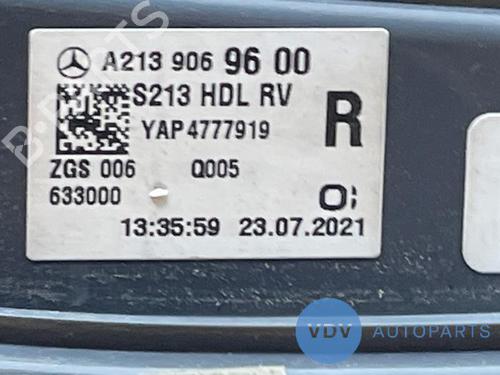 A213 906 96 00
S213 HDL RV
YAP4777919
R
ZGS 006 Q005
633000
13:35:59 23.07.2021
VDV AUTOPARTS
B-PARTS